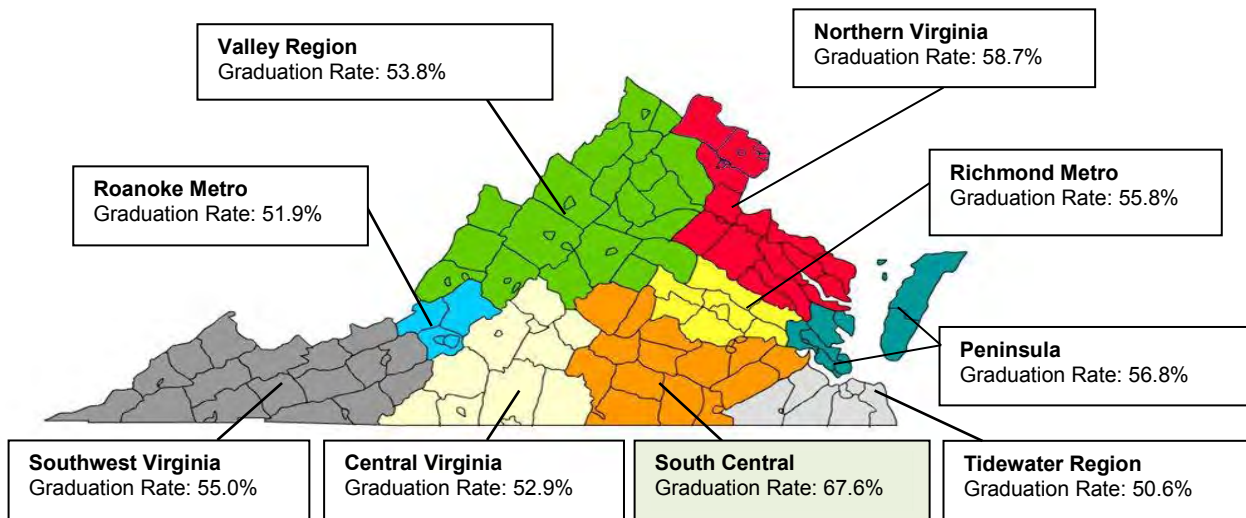 Valley Region
Graduation Rate: 53.8%
Northern Virginia
Graduation Rate: 58.7%
Roanoke Metro
Graduation Rate: 51.9%
Richmond Metro
Graduation Rate: 55.8%
Peninsula
Graduation Rate: 56.8%
Southwest Virginia
Graduation Rate: 55.0%
Central Virginia
Graduation Rate: 52.9%
South Central
Graduation Rate: 67.6%
Tidewater Region
Graduation Rate: 50.6%